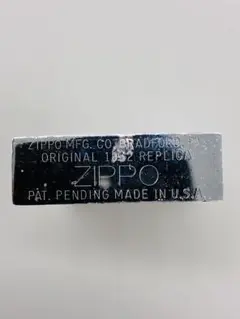 ZIPPO MFG. CO. BRADFORD, PA.
ORIGINAL 1932 REPLICA
ZIPPO
PAT. PENDING MADE IN U.S.A.